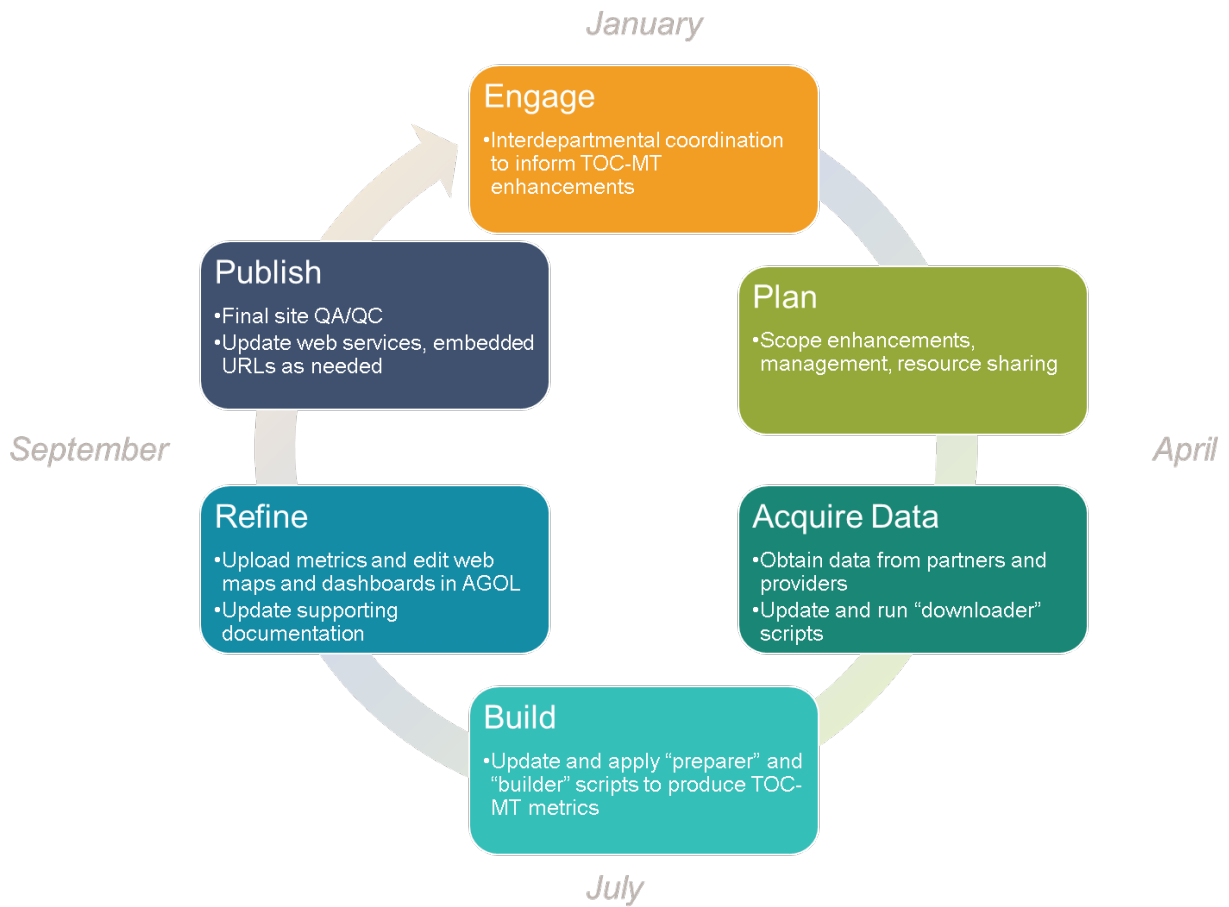 January
Engage
•Interdepartmental coordination
to inform TOC-MT
enhancements
Publish
•Final site QA/QC
•Update web services, embedded
URLs as needed
Plan
•Scope enhancements,
management, resource sharing
September
April
Refine
•Upload metrics and edit web
maps and dashboards in AGOL
•Update supporting
documentation
Acquire Data
•Obtain data from partners and
providers
•Update and run “downloader”
scripts
Build
•Update and apply “preparer” and
“builder” scripts to produce TOC-
MT metrics
July